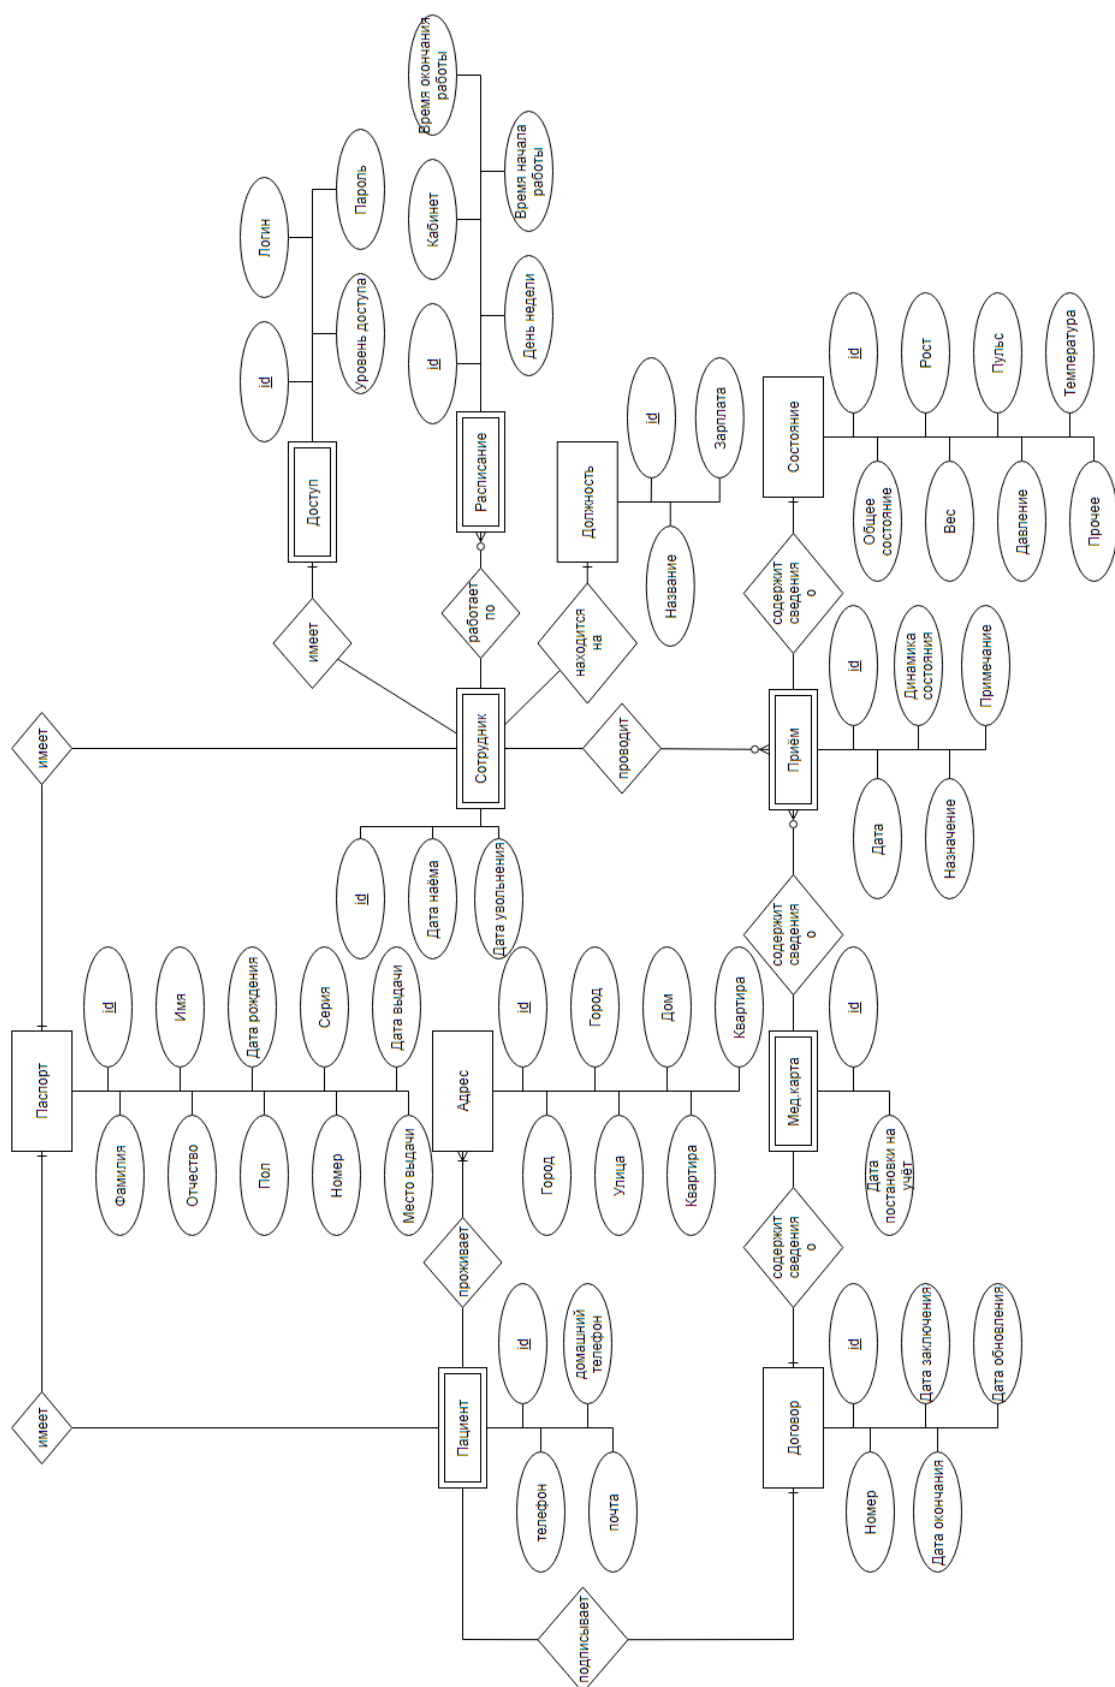 имеет
Паспорт
имеет
Фамилия
id
Отчество
Имя
Пол
Дата рождения
Номер
Серия
Место выдачи
Дата выдачи
имеет
Доступ
id
Логин
Уровень доступа
Пароль
Пациент
проживает
Адрес
id
Дата наёма
Дата увольнения
Сотрудник
работает
по
Расписание
id
Кабинет
Время окончания
работы
День недели
Время начала
работы
телефон
id
почта
домашний
телефон
Город
id
Улица
Город
Квартира
Дом
Квартира
находится
на
Должность
Название
id
Зарплата
подписывает
проводит
Договор
содержит
сведения
о
Мед.карта
содержит
сведения
о
Приём
содержит
сведения
о
Состояние
Номер
id
Дата окончания
Дата заключения
Дата обновления
Дата
постановки на
учёт
id
Дата
id
Назначение
Динамика
состояния
Примечание
Общее
состояние
id
Вес
Рост
Давление
Пульс
Прочее
Температура